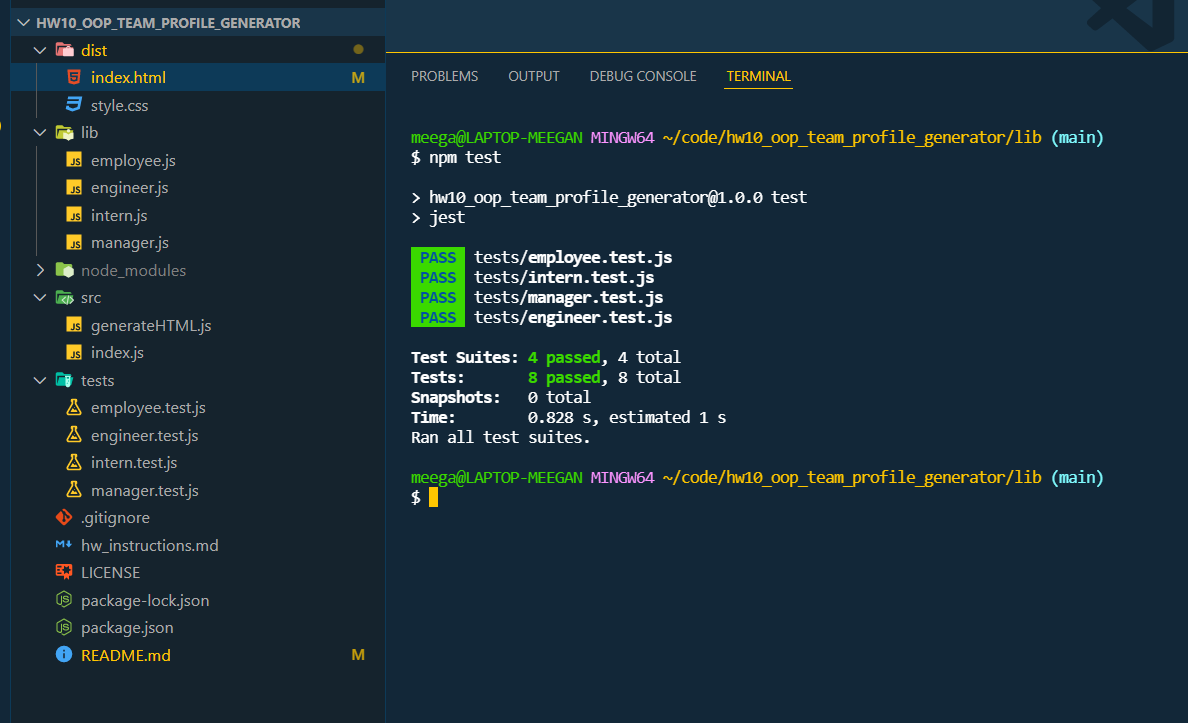 HW10_OOP_TEAM_PROFILE_GENERATOR
dist
index.html M
style.css
lib
employee.js
engineer.js
intern.js
manager.js
node_modules
src
generateHTML.js
index.js
tests
employee.test.js
engineer.test.js
intern.test.js
manager.test.js
.gitignore
hw_instructions.md
LICENSE
package-lock.json
package.json
README.md M
PROBLEMS OUTPUT DEBUG CONSOLE TERMINAL
meega@LAPTOP-MEEGAN MINGW64 ~/code/hw10_oop_team_profile_generator/lib (main)
$ npm test
> hw10_oop_team_profile_generator@1.0.0 test
> jest
PASS tests/employee.test.js
PASS tests/intern.test.js
PASS tests/manager.test.js
PASS tests/engineer.test.js
Test Suites: 4 passed, 4 total
Tests: 8 passed, 8 total
Snapshots: 0 total
Time: 0.828 s, estimated 1 s
Ran all test suites.
meega@LAPTOP-MEEGAN MINGW64 ~/code/hw10_oop_team_profile_generator/lib (main)
$